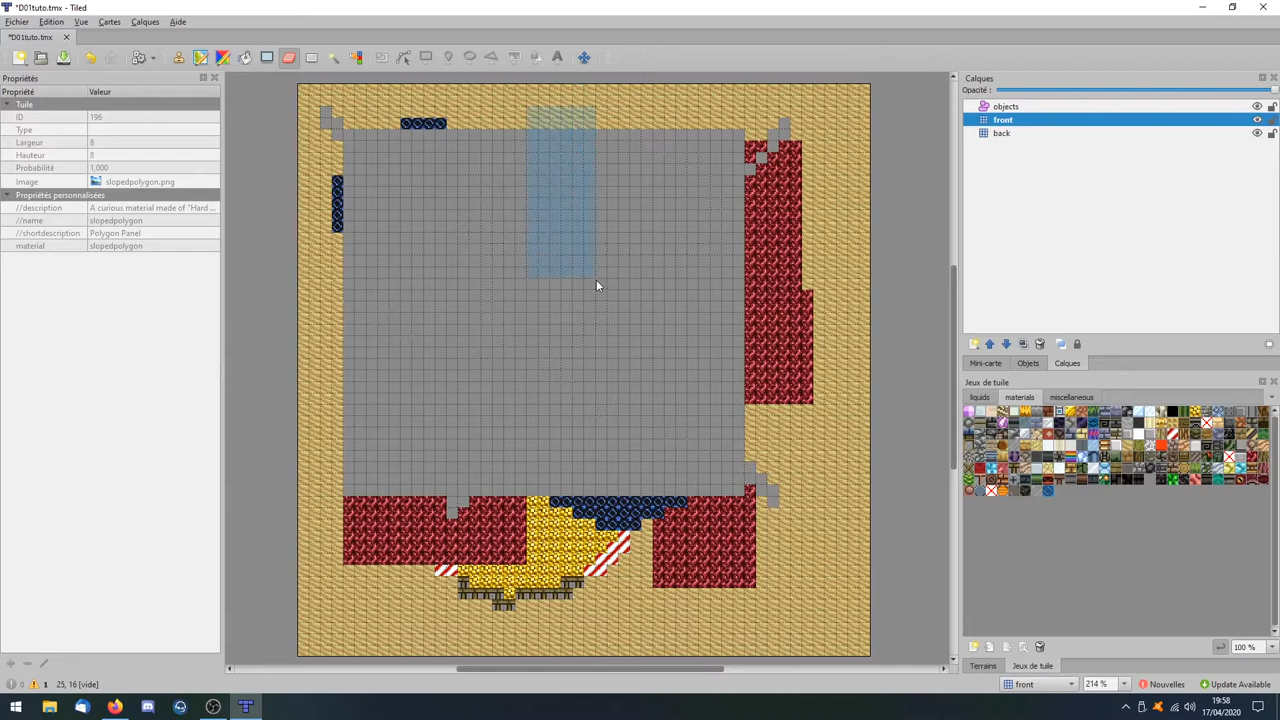 *D01tuto.tmx - Tiled
Fichier Edition Vue Cartes Calques Aide
*D01tuto.tmx
Propriétés
Propriété Valeur
Tuile
ID 196
Type
Largeur 8
Hauteur 8
Probabilité 1,000
Image slopedpolygon.png
Propriétés personnalisées
//description A curious material made of "Hard ...
//name slopedpolygon
//shortdescription Polygon Panel
material slopedpolygon
Calques
Opacité :
objects
front
back
Mini-carte Objets Calques
Jeux de tuile
liquids materials miscellaneous
100 %
Terrains Jeux de tuile
0 1 25, 16 [vide]
front 214 % Nouvelles Update Available
19:58
17/04/2020